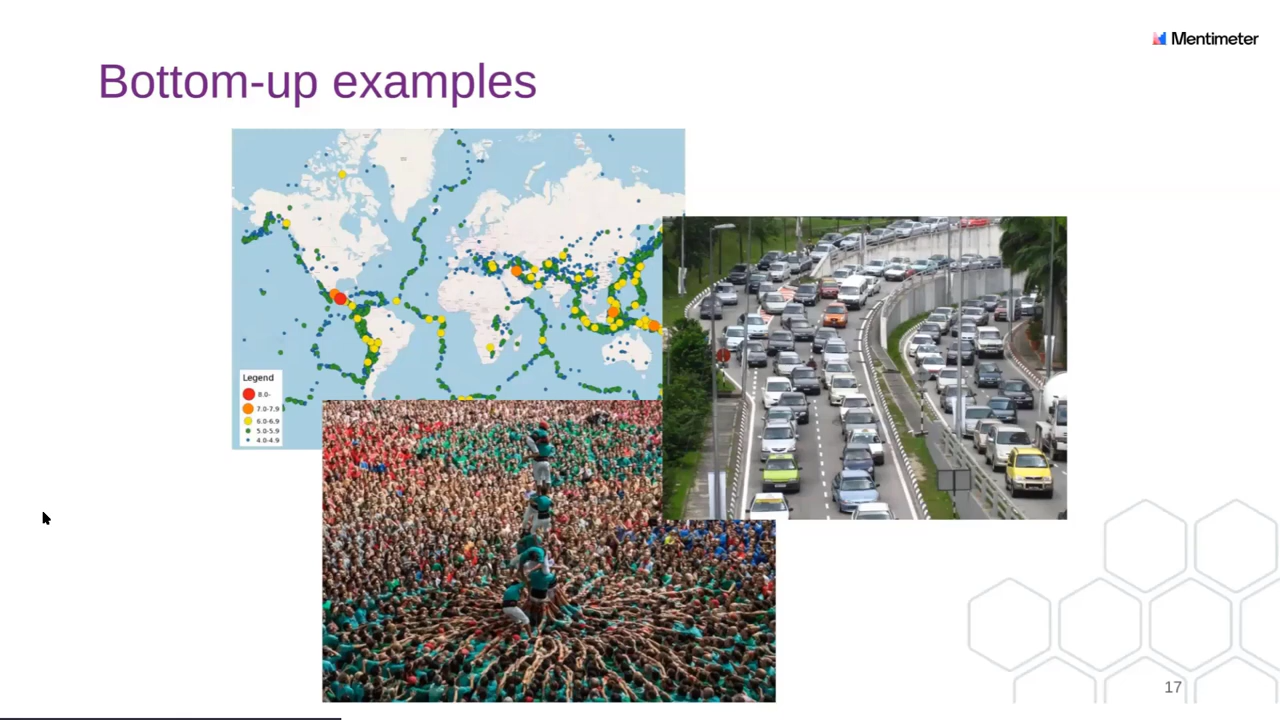 Mentimeter
Bottom-up examples
Legend
8.0-
7.0-7.9
6.0-6.9
5.0-5.9
4.0-4.9
17